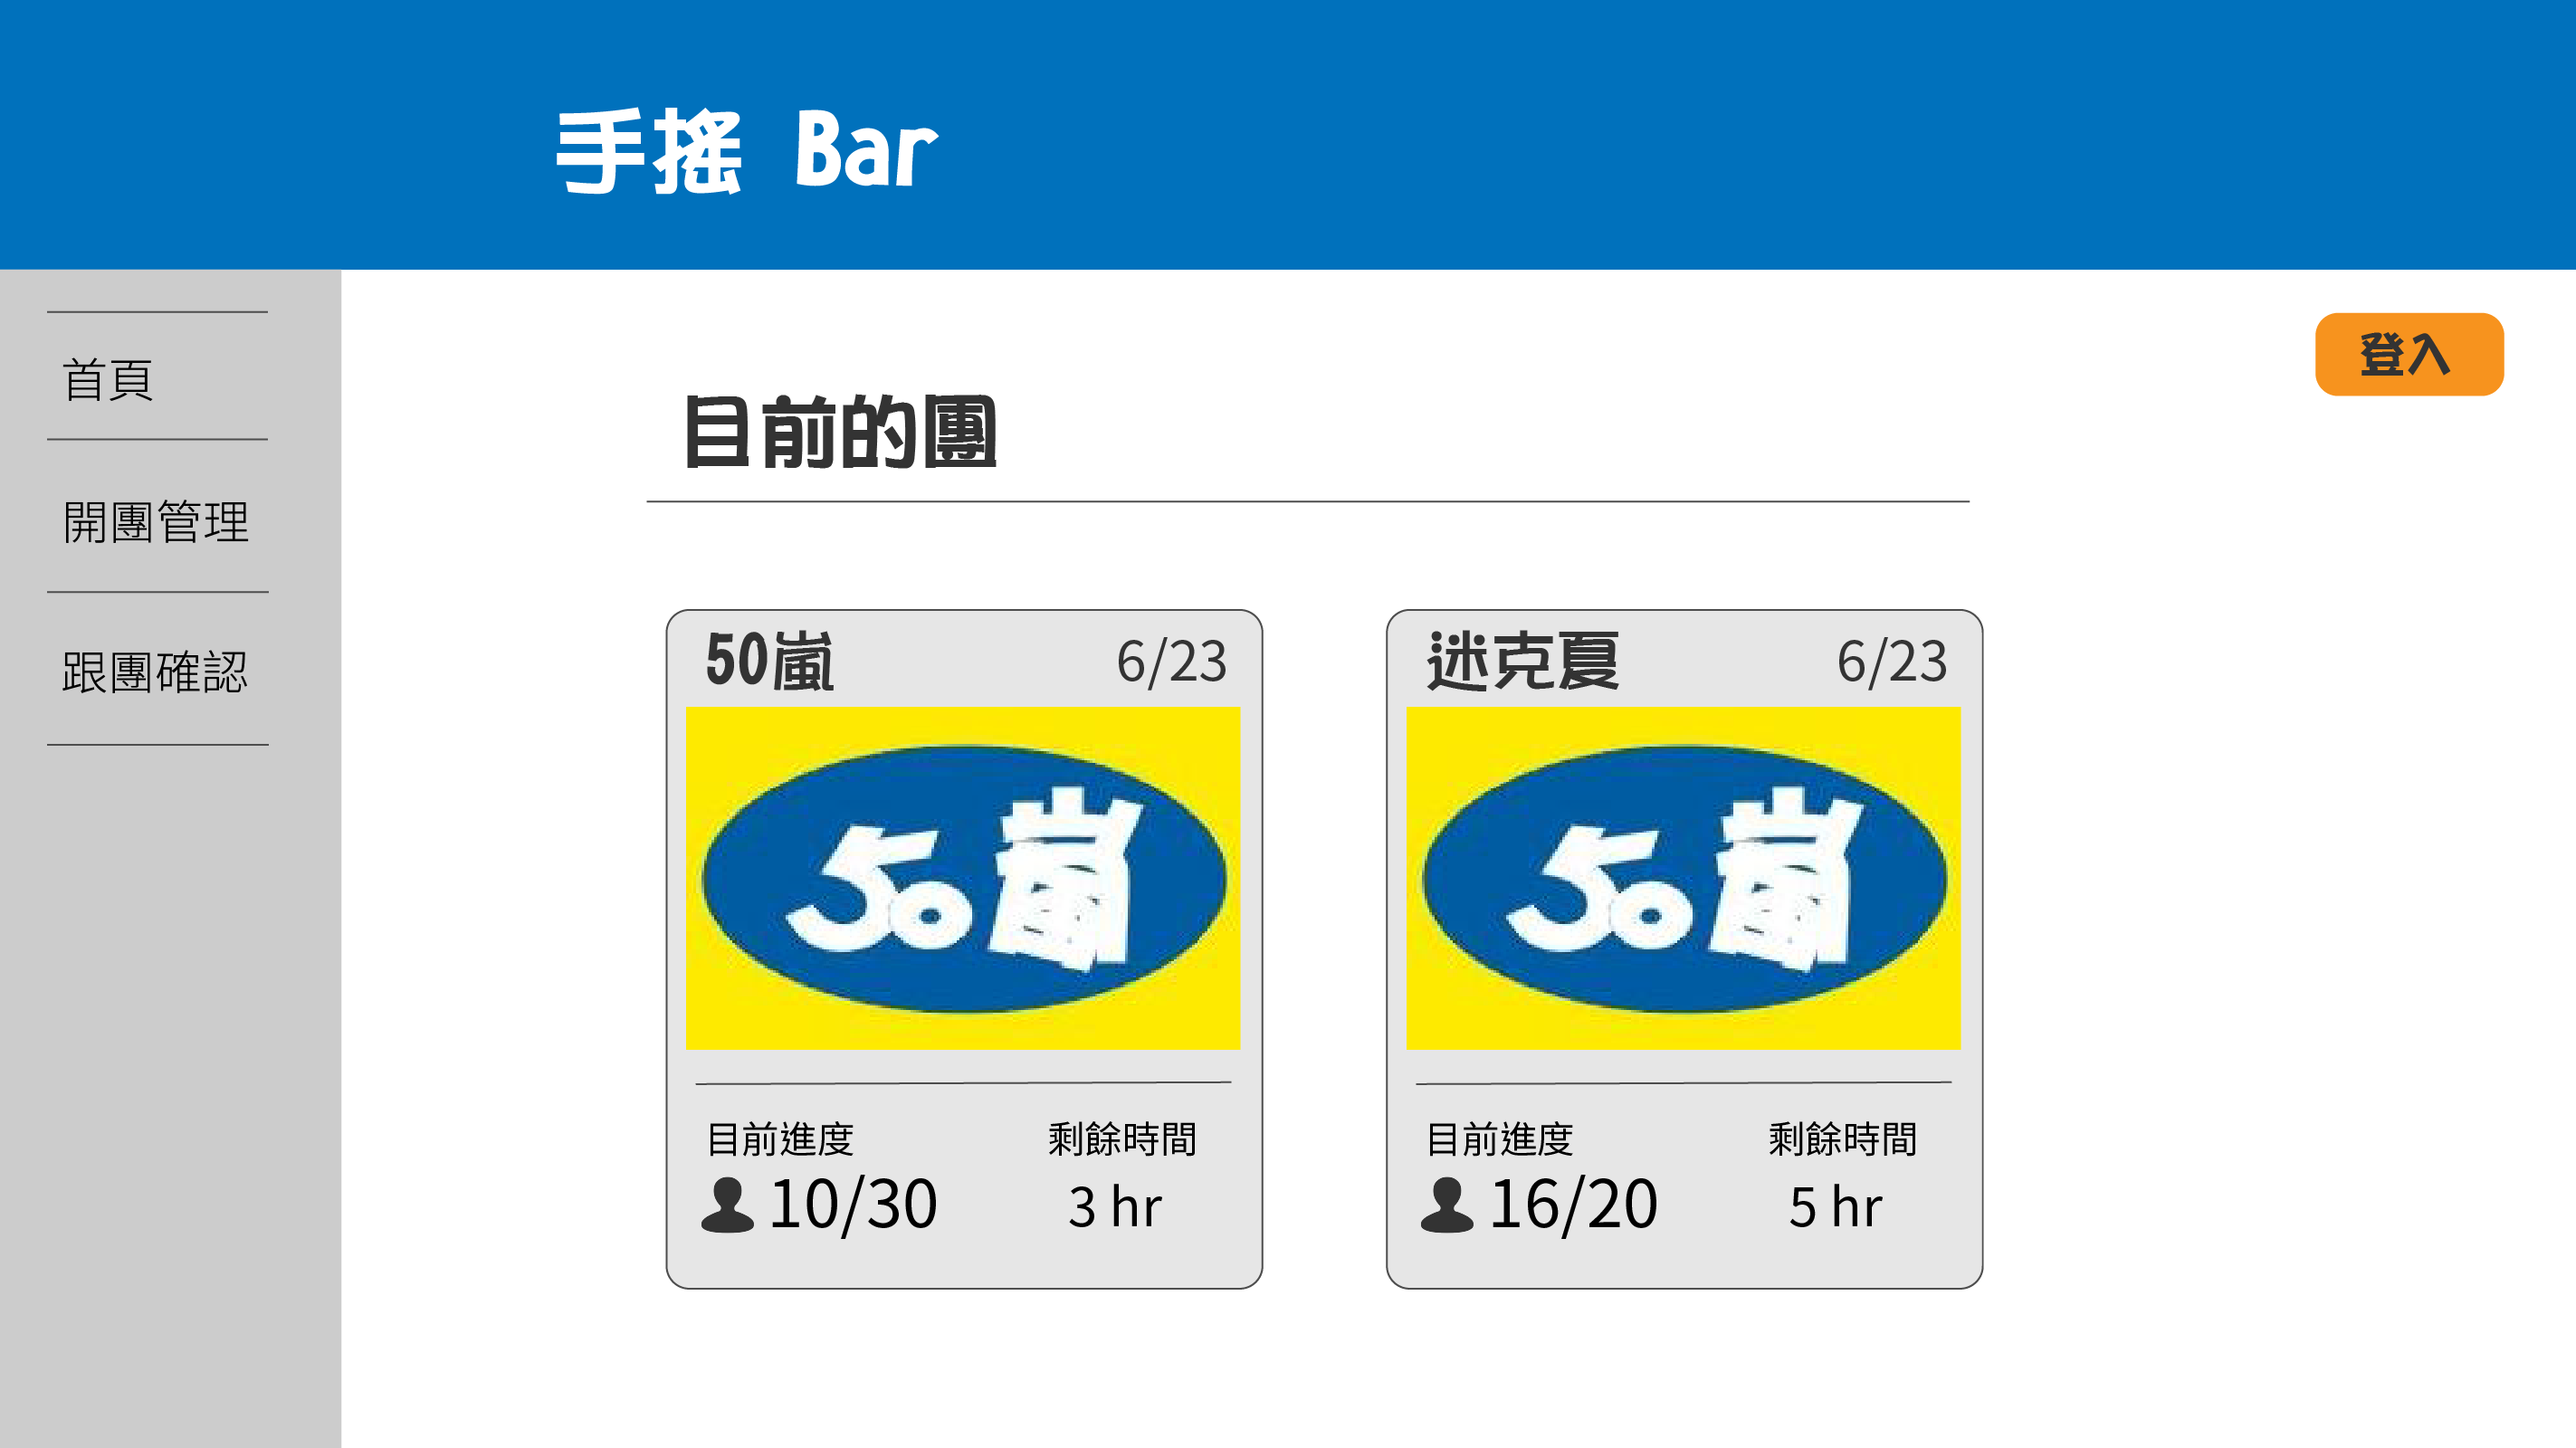 手搖 Bar
登入
首頁
開團管理
跟團確認
目前的團
50嵐 6/23
50嵐
目前進度 剩餘時間
10/30 3 hr
迷克夏 6/23
50嵐
目前進度 剩餘時間
16/20 5 hr